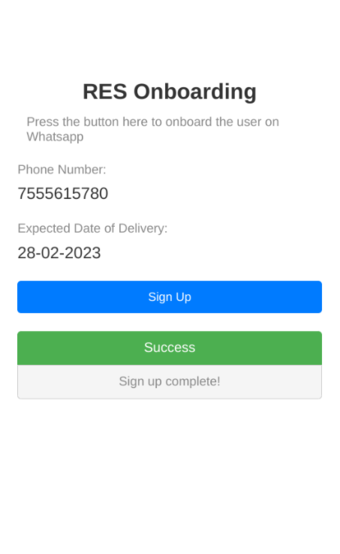 RES Onboarding
Press the button here to onboard the user on
Whatsapp
Phone Number:
7555615780
Expected Date of Delivery:
28-02-2023
Sign Up
Success
Sign up complete!